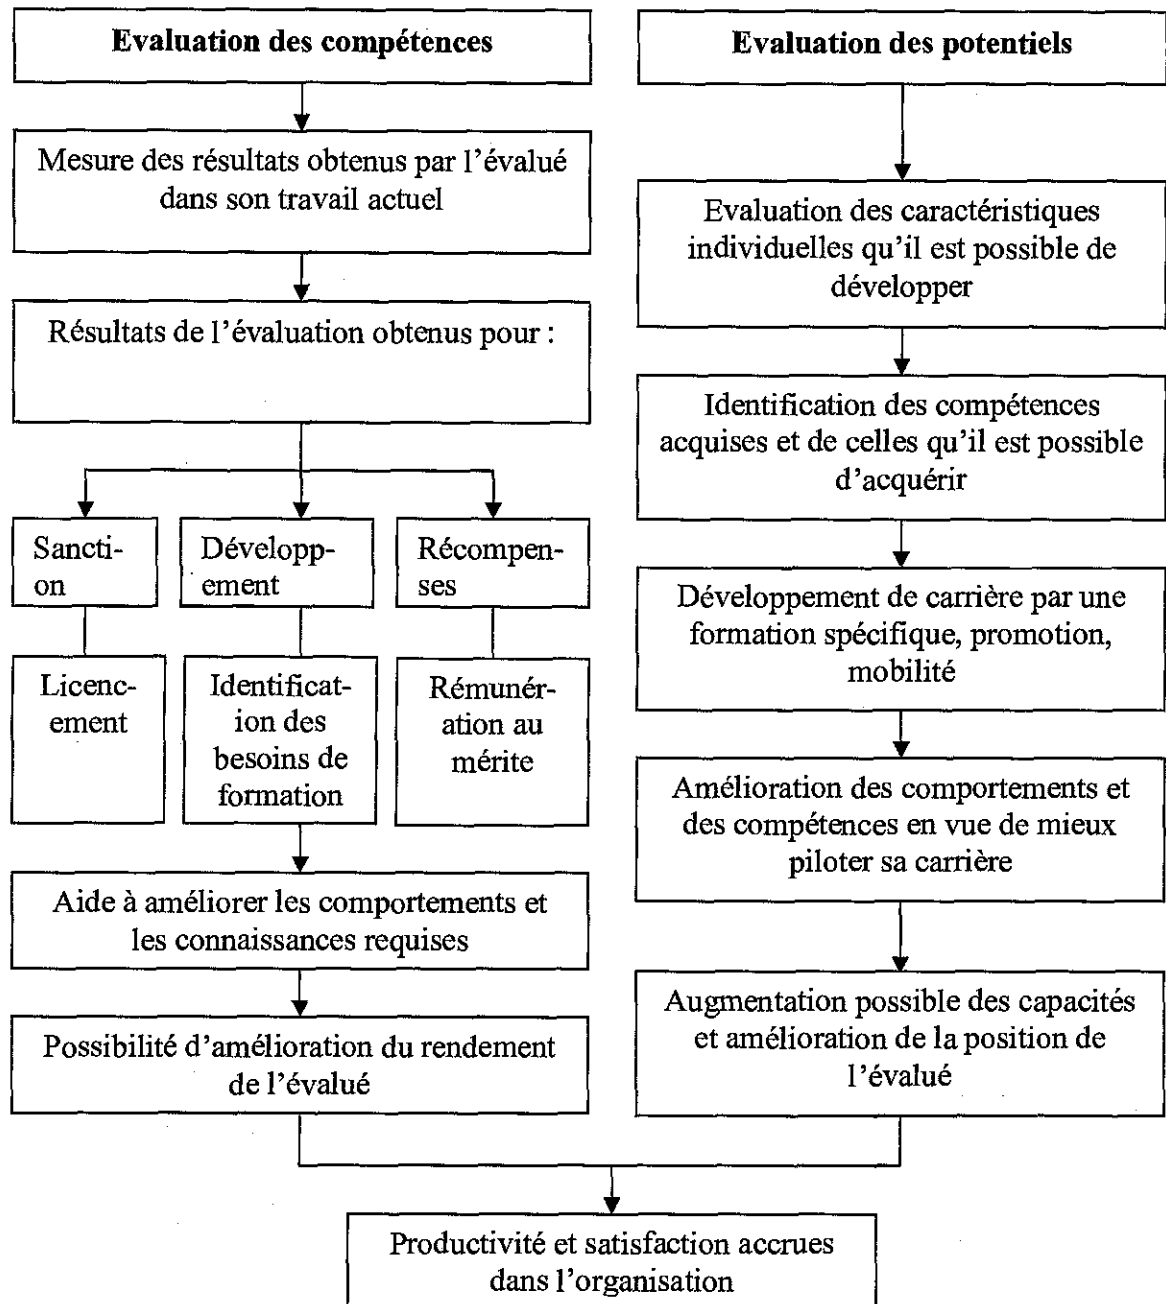 Evaluation des compétences
Mesure des résultats obtenus par l'évalué
dans son travail actuel
Résultats de l'évaluation obtenus pour :
Sancti-
on
Développ-
ement
Récompen-
ses
Licenc-
ement
Identificat-
ion des
besoins de
formation
Rémunér-
ation au
mérite
Aide à améliorer les comportements et
les connaissances requises
Possibilité d'amélioration du rendement
de l'évalué
Evaluation des potentiels
Evaluation des caractéristiques
individuelles qu'il est possible de
développer
Identification des compétences
acquises et de celles qu'il est possible
d'acquérir
Développement de carrière par une
formation spécifique, promotion,
mobilité
Amélioration des comportements et
des compétences en vue de mieux
piloter sa carrière
Augmentation possible des capacités
et amélioration de la position de
l'évalué
Productivité et satisfaction accrues
dans l'organisation